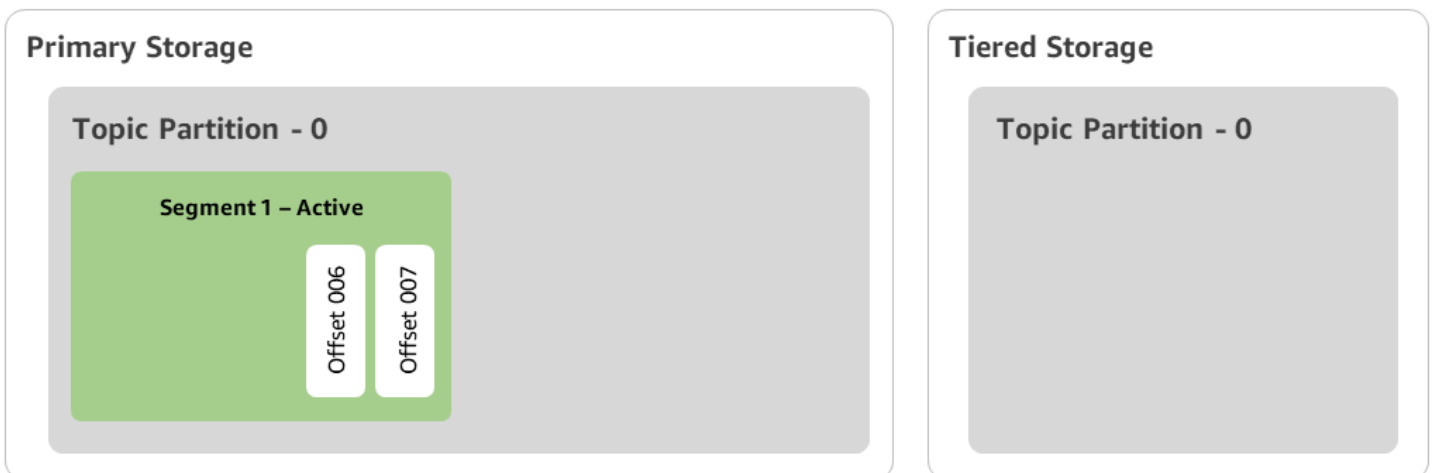 Primary Storage
Topic Partition - 0
Segment 1 – Active
Offset 006
Offset 007
Tiered Storage
Topic Partition - 0